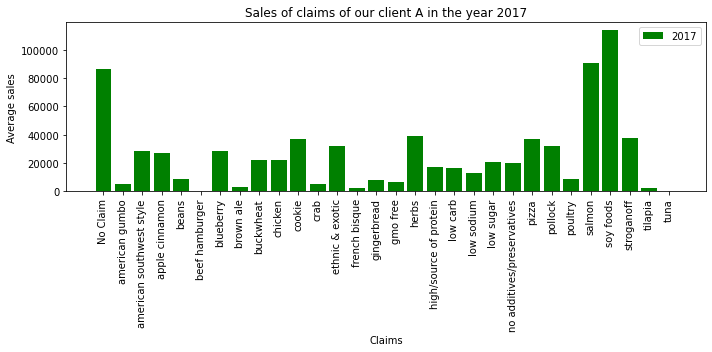 Sales of claims of our client A in the year 2017
2017
Average sales
100000
80000
60000
40000
20000
0
No Claim
american gumbo
american southwest style
apple cinnamon
beans
beef hamburger
blueberry
brown ale
buckwheat
chicken
cookie
crab
ethnic & exotic
french bisque
gingerbread
gmo free
herbs
high/source of protein
low carb
low sodium
low sugar
no additives/preservatives
pizza
pollock
poultry
salmon
soy foods
stroganoff
tilapia
tuna
Claims